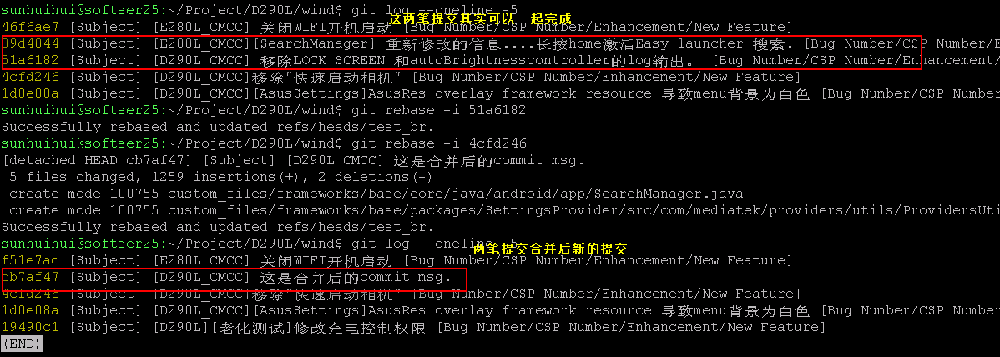 sunhuihui@softser25:~/Project/D290L/wind$ git log --oneline -5
这两笔提交其实可以一起完成
46f6ae7 [Subject] [E280L_CMCC] 关闭WIFI开机启动 [Bug Number/CSP Number/Enhancement/New Feature]
09d4044 [Subject] [E280L_CMCC][SearchManager] 重新修改的信息....长按home激活Easy launcher 搜索. [Bug Number/CSP Number/E
51a6182 [Subject] [D290L_CMCC] 移除LOCK_SCREEN 和autoBrightnesscontroller的log输出。 [Bug Number/CSP Number/Enhancement/
4cfd246 [Subject] [D290L_CMCC]移除"快速启动相机" [Bug Number/CSP Number/Enhancement/New Feature]
1d0e08a [Subject] [D290L_CMCC][AsusSettings]AsusRes overlay framework resource 导致menu背景为白色 [Bug Number/CSP Number
sunhuihui@softser25:~/Project/D290L/wind$ git rebase -i 51a6182
Successfully rebased and updated refs/heads/test_br.
sunhuihui@softser25:~/Project/D290L/wind$ git rebase -i 4cfd246
[detached HEAD cb7af47] [Subject] [D290L_CMCC] 这是合并后的commit msg.
5 files changed, 1259 insertions(+), 2 deletions(-)
create mode 100755 custom_files/frameworks/base/core/java/android/app/SearchManager.java
create mode 100755 custom_files/frameworks/base/packages/SettingsProvider/src/com/mediatek/providers/utils/ProvidersUti
Successfully rebased and updated refs/heads/test_br.
sunhuihui@softser25:~/Project/D290L/wind$ git log --oneline -5
两笔提交合并后新的提交
f51e7ac [Subject] [E280L_CMCC] 关闭WIFI开机启动 [Bug Number/CSP Number/Enhancement/New Feature]
cb7af47 [Subject] [D290L_CMCC] 这是合并后的commit msg.
4cfd246 [Subject] [D290L_CMCC]移除"快速启动相机" [Bug Number/CSP Number/Enhancement/New Feature]
1d0e08a [Subject] [D290L_CMCC][AsusSettings]AsusRes overlay framework resource 导致menu背景为白色 [Bug Number/CSP Number
19490c1 [Subject] [D290L][老化测试]修改充电控制权限 [Bug Number/CSP Number/Enhancement/New Feature]
(END)